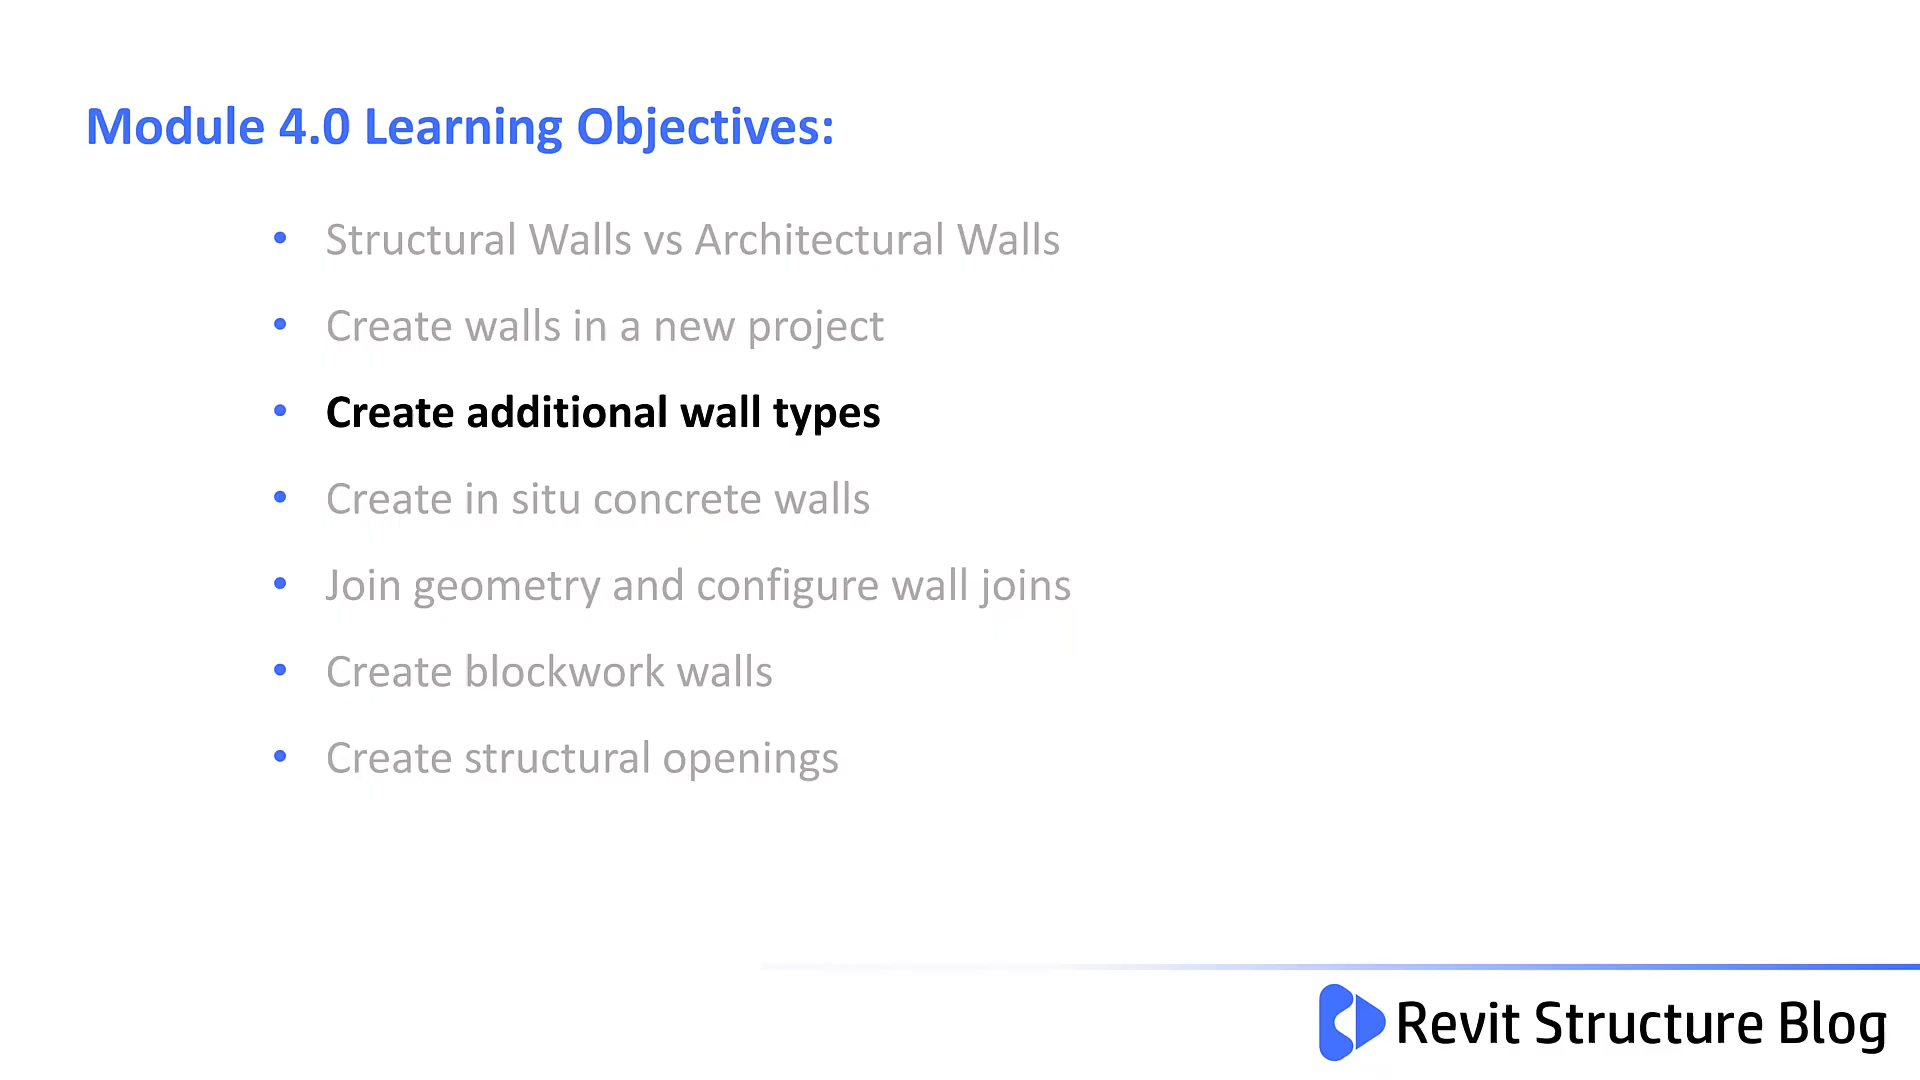 Module 4.0 Learning Objectives:
• Structural Walls vs Architectural Walls
• Create walls in a new project
• Create additional wall types
• Create in situ concrete walls
• Join geometry and configure wall joins
• Create blockwork walls
• Create structural openings
Revit Structure Blog